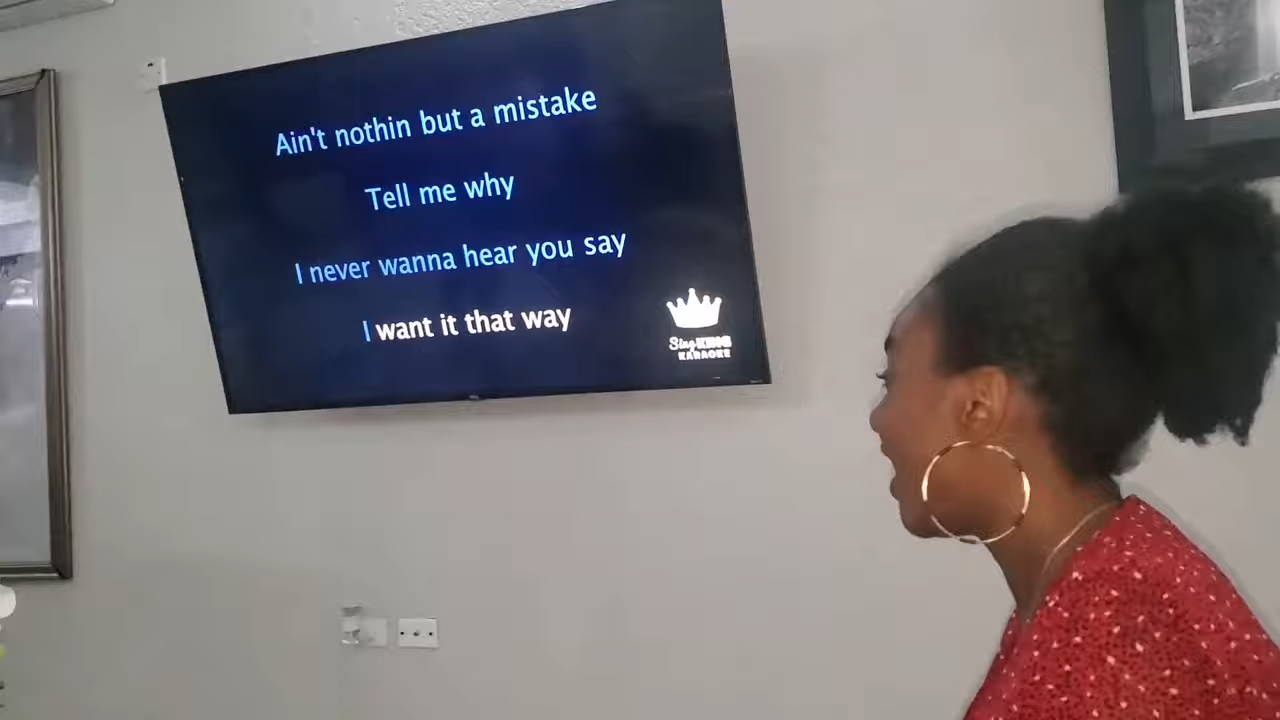 Ain't nothin but a mistake
Tell me why
I never wanna hear you say
I want it that way
Sing KING
KARAOKE